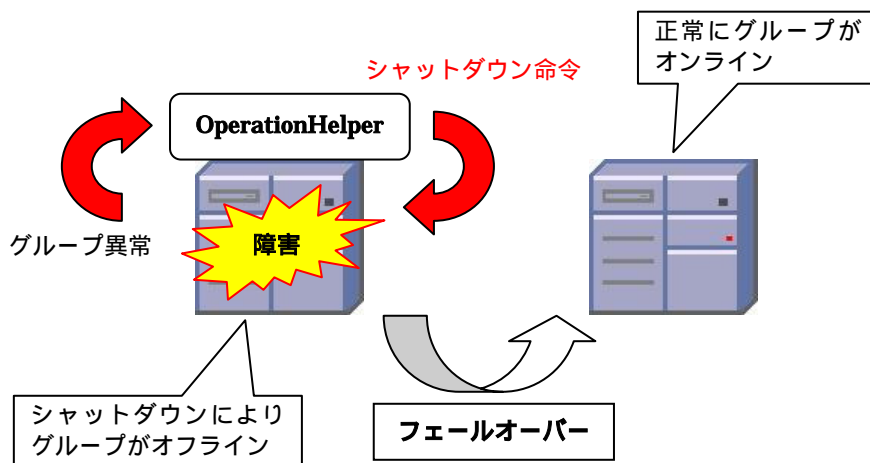 正常にグループが
オンライン
シャットダウン命令
OperationHelper
グループ異常
障害
シャットダウンにより
グループがオフライン
フェールオーバー